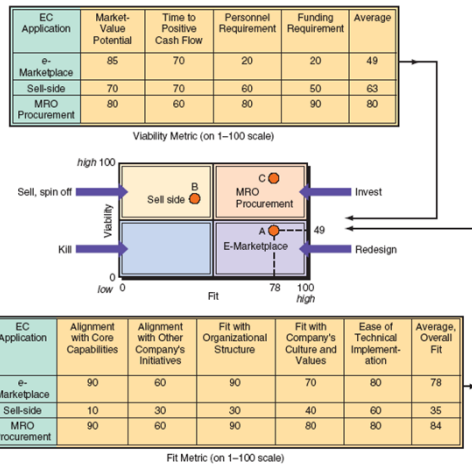 EC Application Market-Value Potential Time to Positive Cash Flow Personnel Requirement Funding Requirement Average
e-Marketplace 85 70 20 20 49
Sell-side 70 70 60 50 63
MRO Procurement 80 60 80 90 80
Viability Metric (on 1–100 scale)
high 100
Sell, spin off
B
Sell side
C
MRO
Procurement
Invest
Viability
A
49
E-Marketplace
Kill
Redesign
0
low 0
Fit
78
100
high
EC Application Alignment with Core Capabilities Alignment with Other Company's Initiatives Fit with Organizational Structure Fit with Company's Culture and Values Ease of Technical Implement-ation Average, Overall Fit
e-Marketplace 90 60 90 70 80 78
Sell-side 10 30 30 40 60 35
MRO Procurement 90 60 90 80 80 84
Fit Metric (on 1–100 scale)